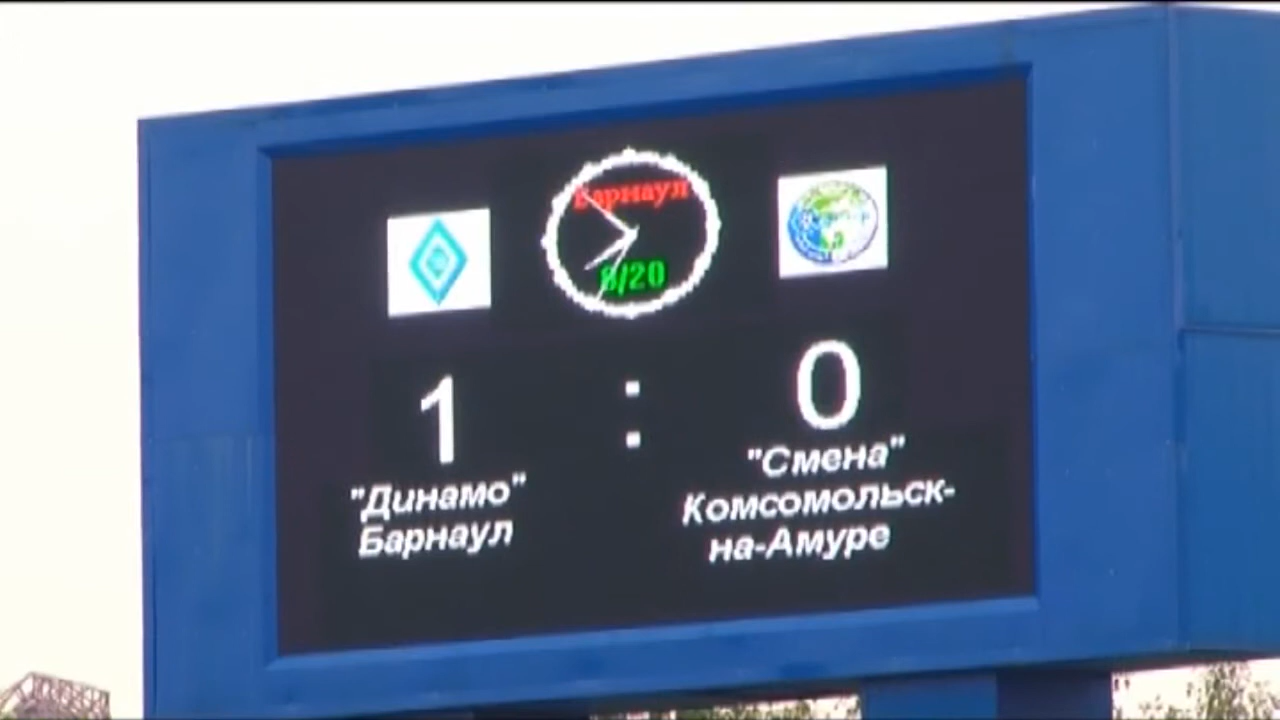 Барнаул
8/20
1 : 0
"Динамо"
Барнаул
"Смена"
Комсомольск-
на-Амуре